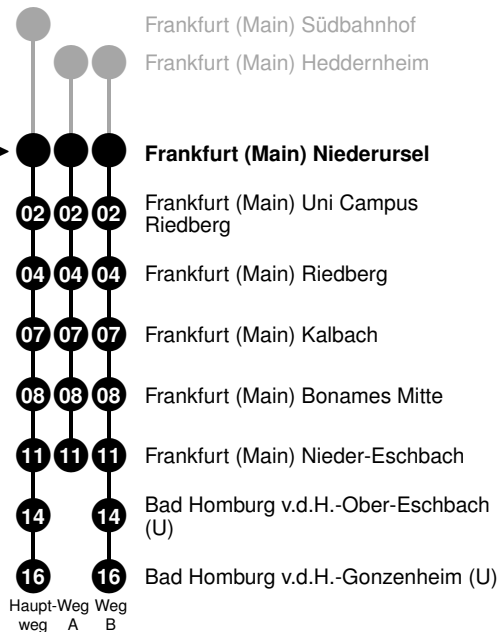 Frankfurt (Main) Südbahnhof
Frankfurt (Main) Heddernheim
Frankfurt (Main) Niederursel
02 02 02 Frankfurt (Main) Uni Campus
Riedberg
04 04 04 Frankfurt (Main) Riedberg
07 07 07 Frankfurt (Main) Kalbach
08 08 08 Frankfurt (Main) Bonames Mitte
11 11 11 Frankfurt (Main) Nieder-Eschbach
14 14 Bad Homburg v.d.H.-Ober-Eschbach
(U)
16 16 Bad Homburg v.d.H.-Gonzenheim (U)
Haupt- Weg Weg
weg A B